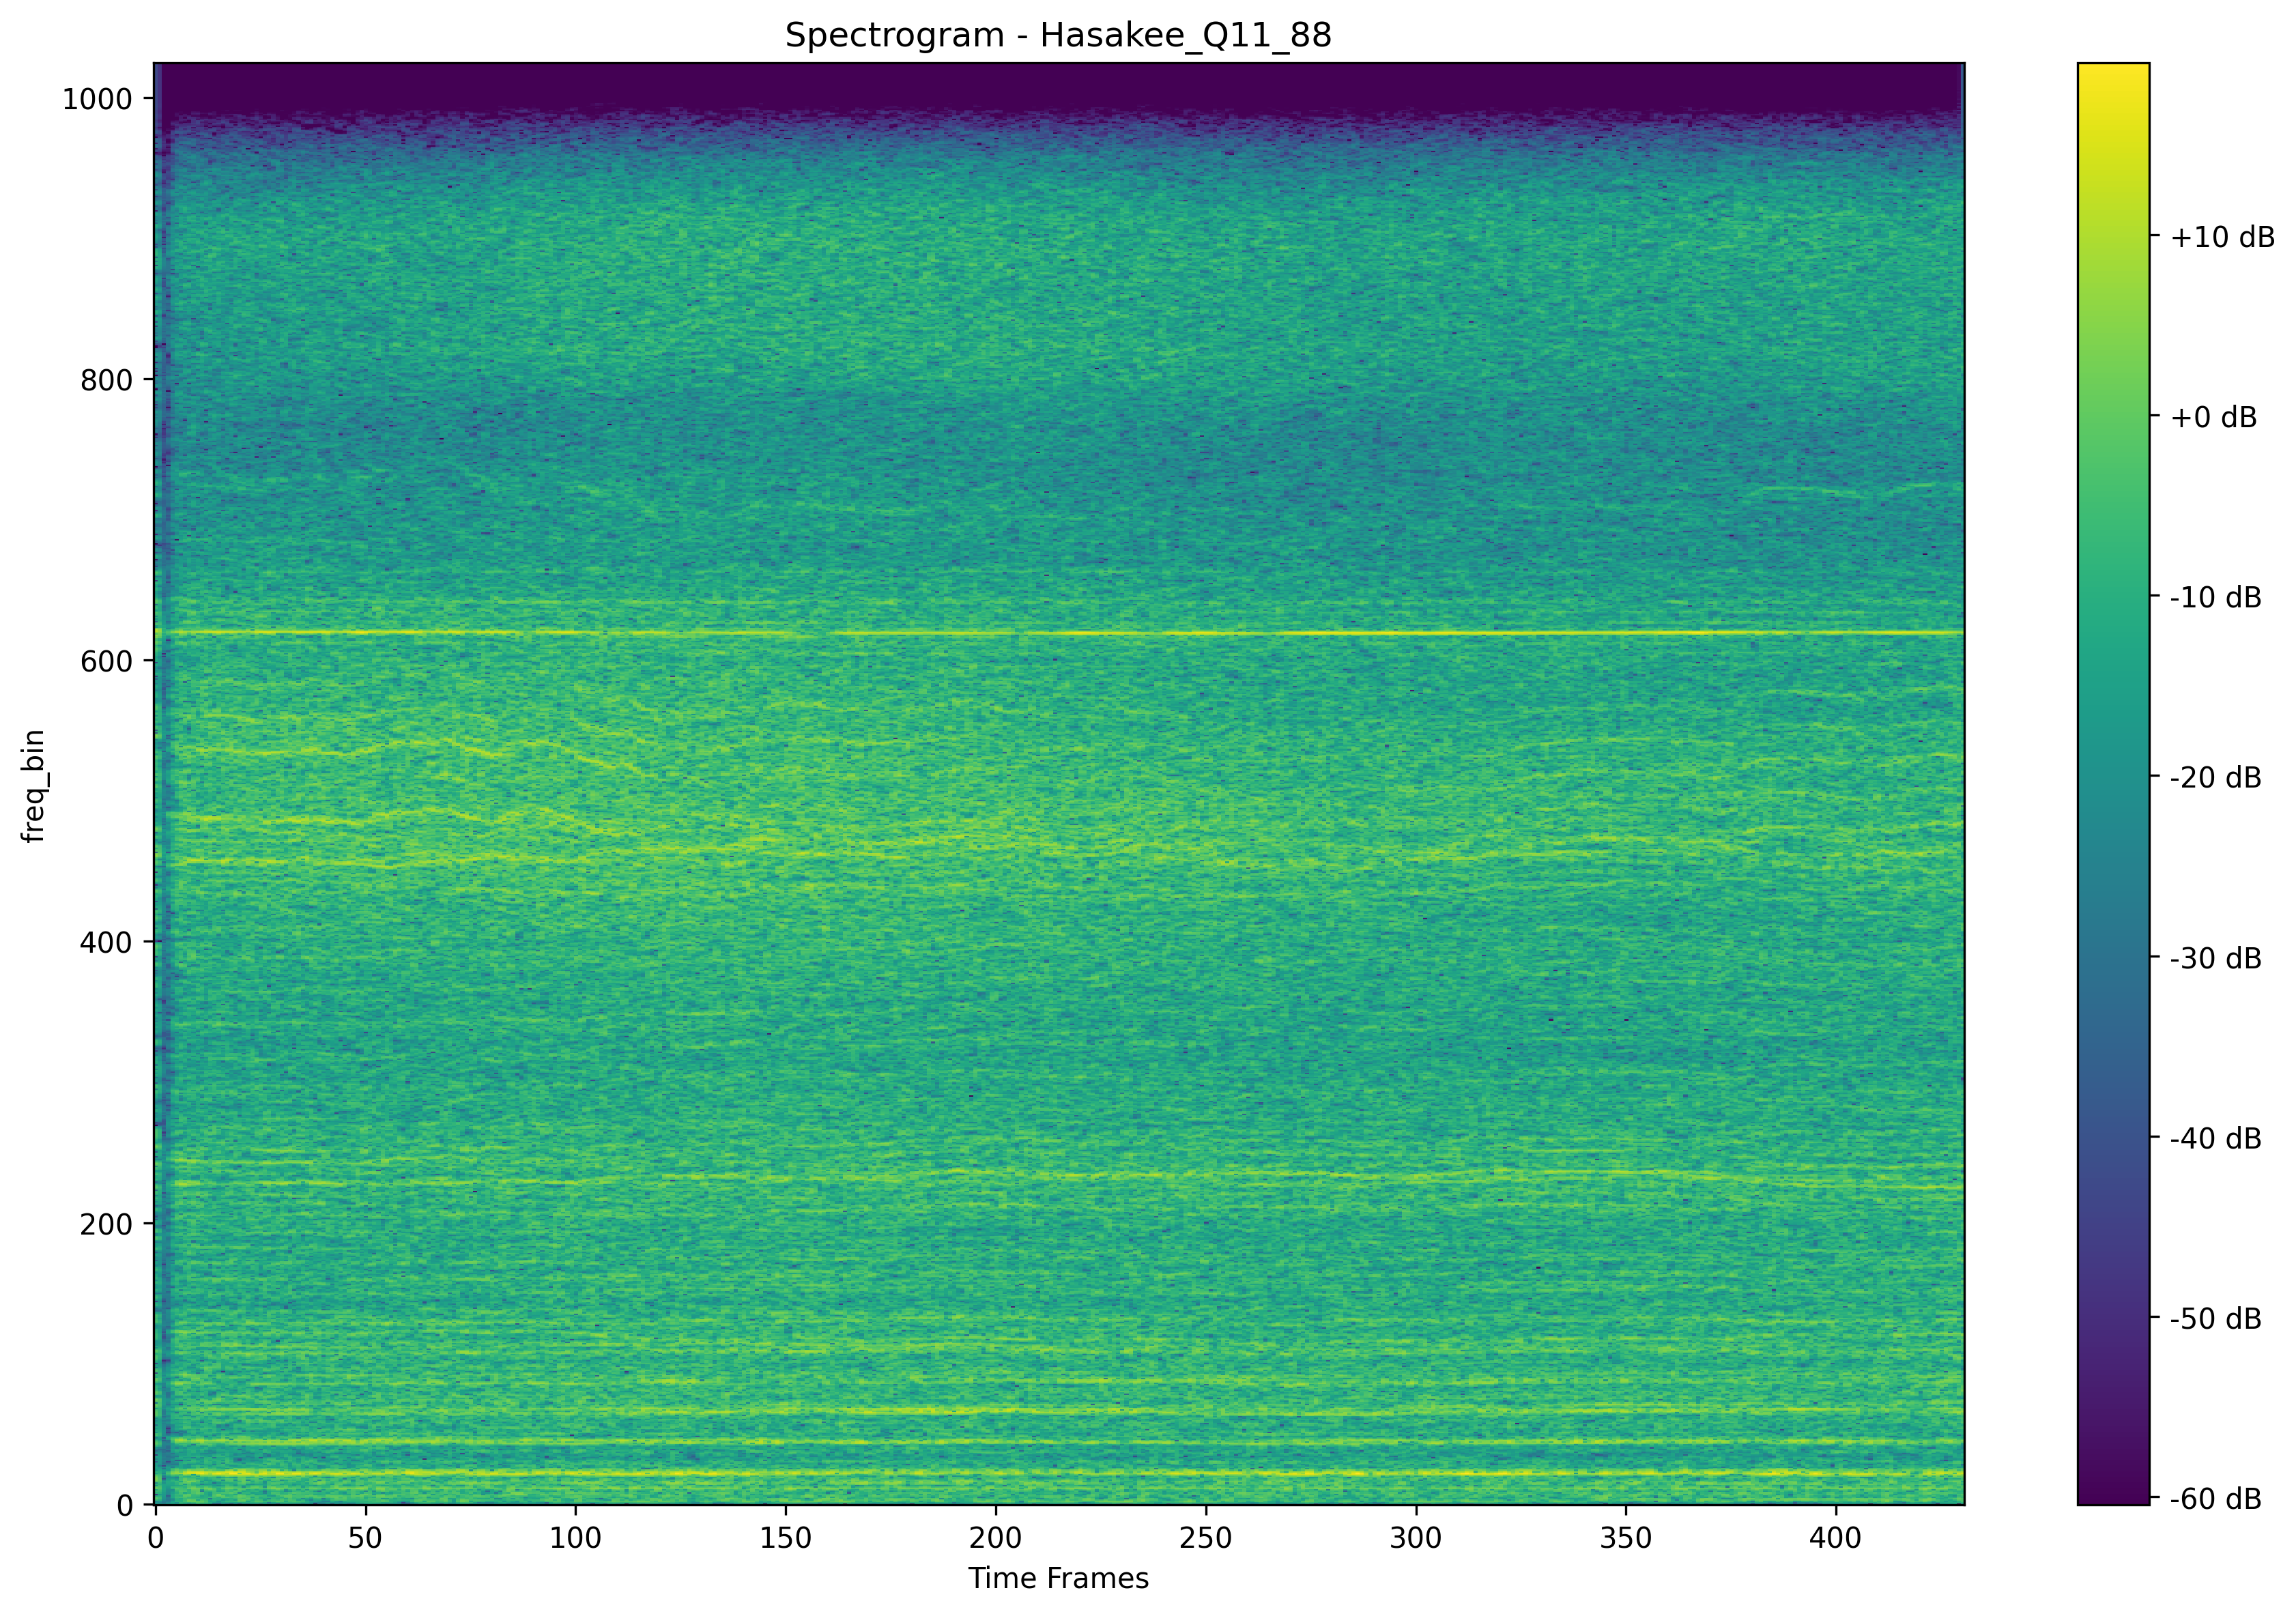 Spectrogram - Hasakee_Q11_88
1000
800
600
400
200
0
freq_bin
0 50 100 150 200 250 300 350 400
Time Frames
+10 dB
+0 dB
-10 dB
-20 dB
-30 dB
-40 dB
-50 dB
-60 dB